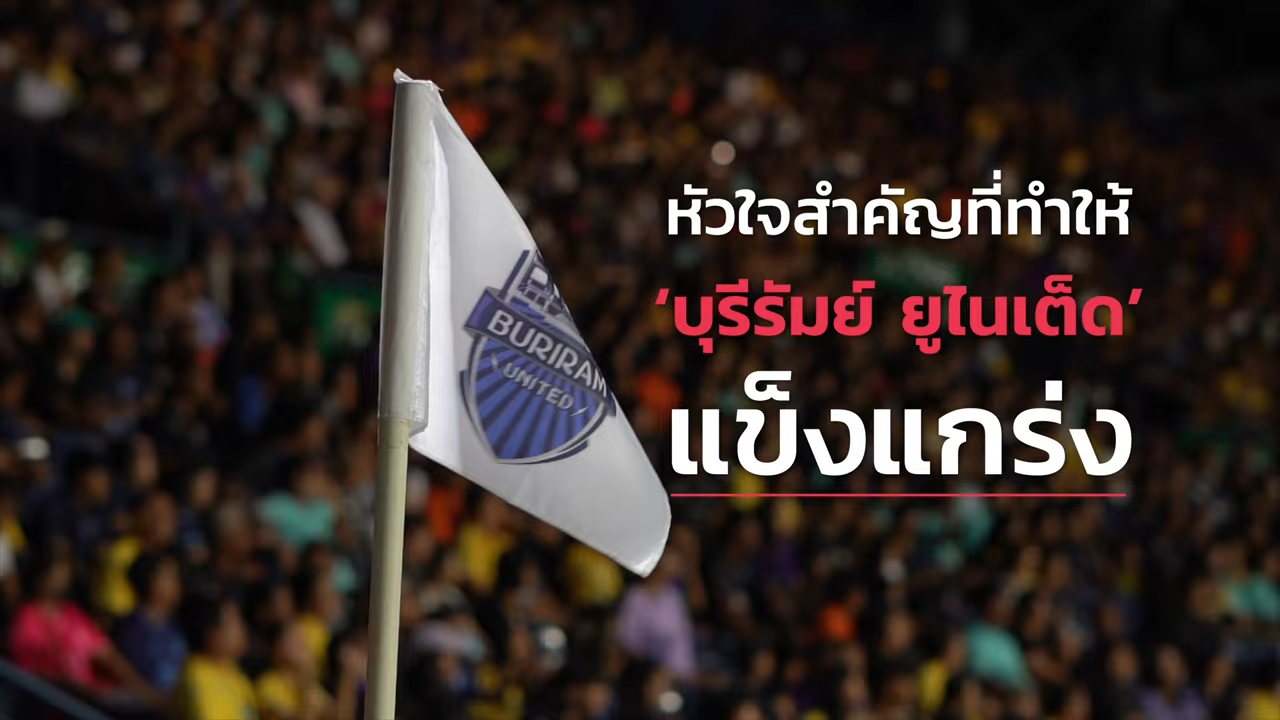 หัวใจสำคัญที่ทำให้
‘บุรีรัมย์ ยูไนเต็ด’
แข็งแกร่ง
BURIRAM
UNITED